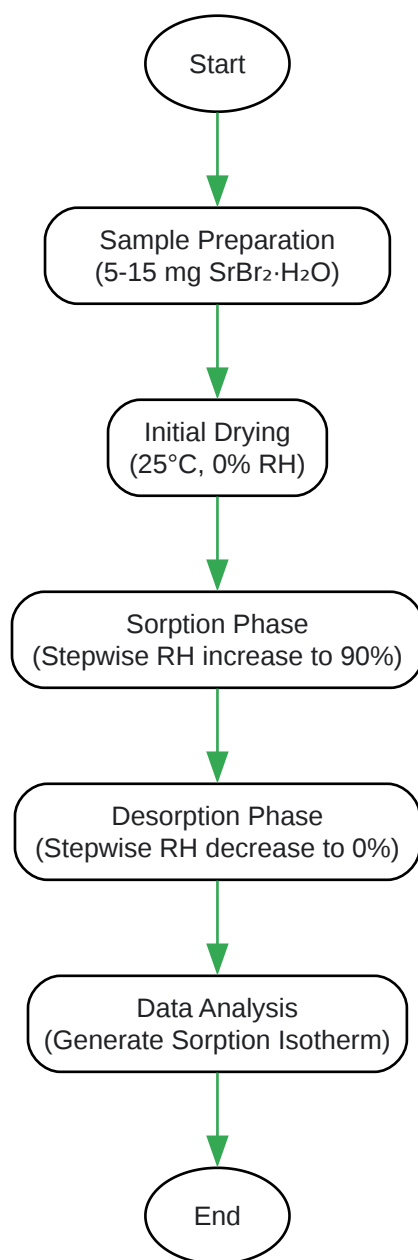 Start
Sample Preparation
(5-15 mg SrBr₂·H₂O)
Initial Drying
(25°C, 0% RH)
Sorption Phase
(Stepwise RH increase to 90%)
Desorption Phase
(Stepwise RH decrease to 0%)
Data Analysis
(Generate Sorption Isotherm)
End